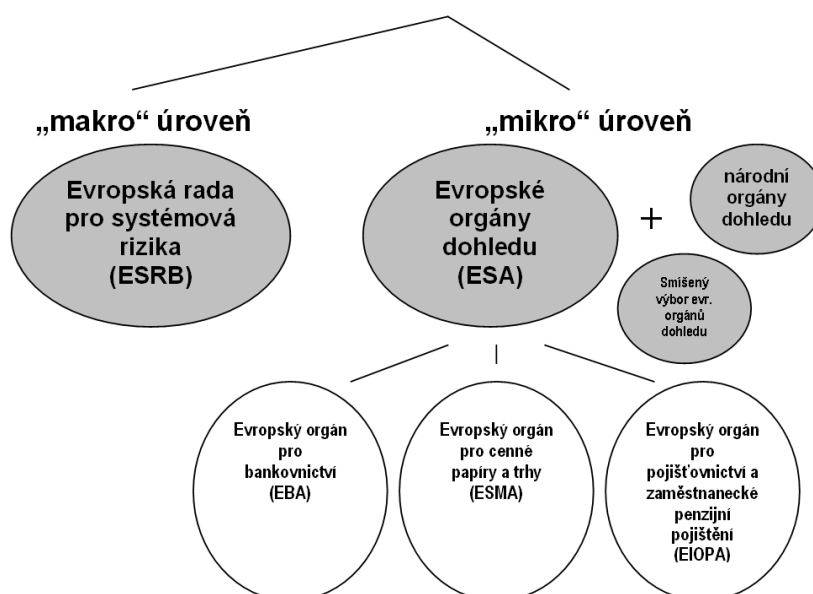 „makro“ úroveň
Evropská rada
pro systémová
rizika
(ESRB)
„mikro“ úroveň
Evropské
orgány
dohledu
(ESA)
+
národní
orgány
dohledu
Smíšený
výbor evr.
orgánů
dohledu
Evropský orgán
pro
bankovnictví
(EBA)
Evropský orgán
pro cenné
papíry a trhy
(ESMA)
Evropský orgán
pro
pojišťovnictví a
zaměstnanecké
penzijní
pojištění
(EIOPA)